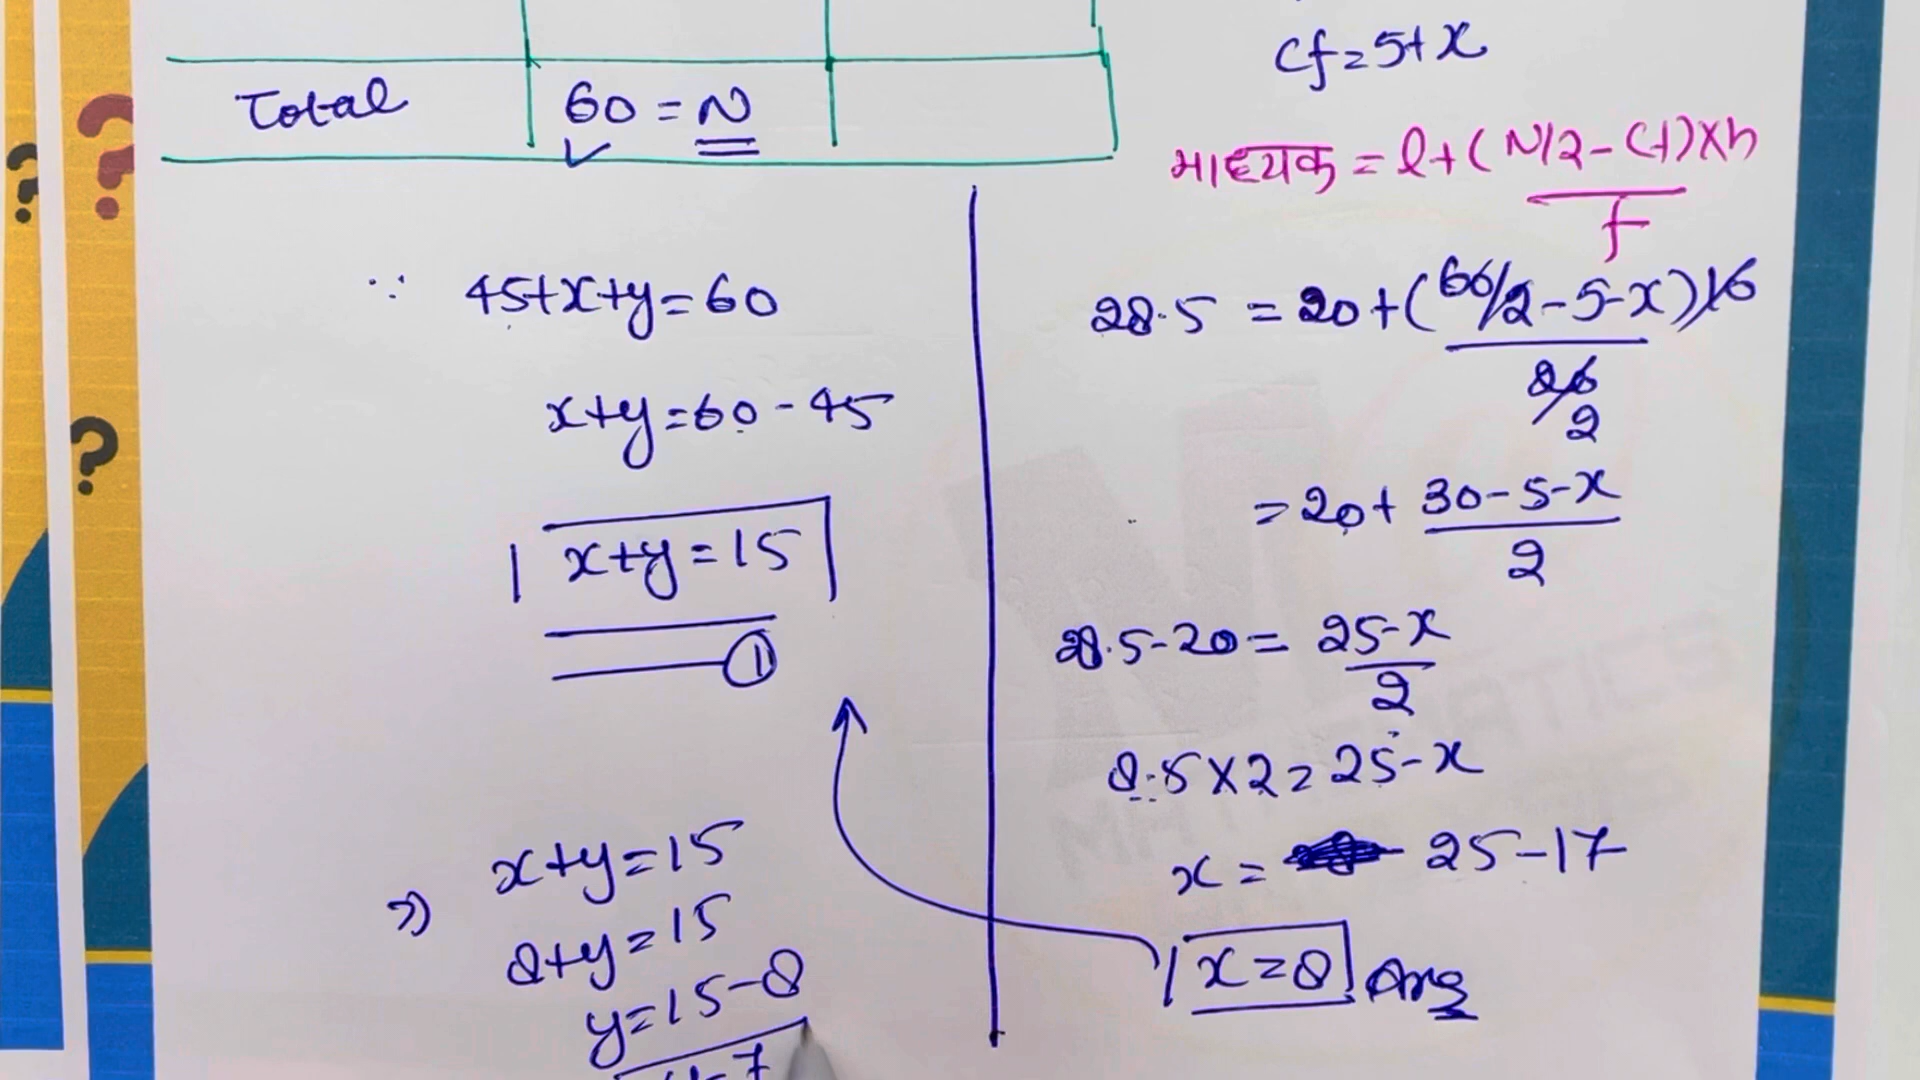 Total 60 = N
∵ 45+x+y=60
x+y=60-45
x+y=15
①
⇒ x+y=15
8+y=15
y=15-8
Cf=5+x
माध्यक = l+(N/2-Cf)×h
f
28.5 = 20+(60/2-5-x)10
20
2
=20+ 30-5-x
2
28.5-20= 25-x
2
8.5×2=25-x
x= 25-17
x=8 Ans